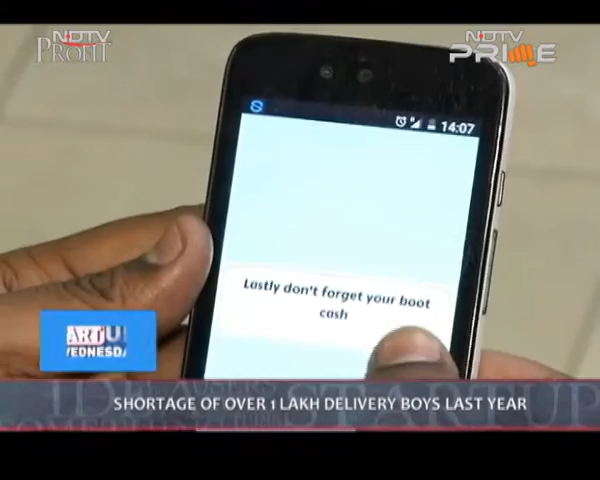 NDTV
PROFIT
NDTV
PRIME
14:07
Lastly don't forget your boot
cash
SHORTAGE OF OVER 1 LAKH DELIVERY BOYS LAST YEAR